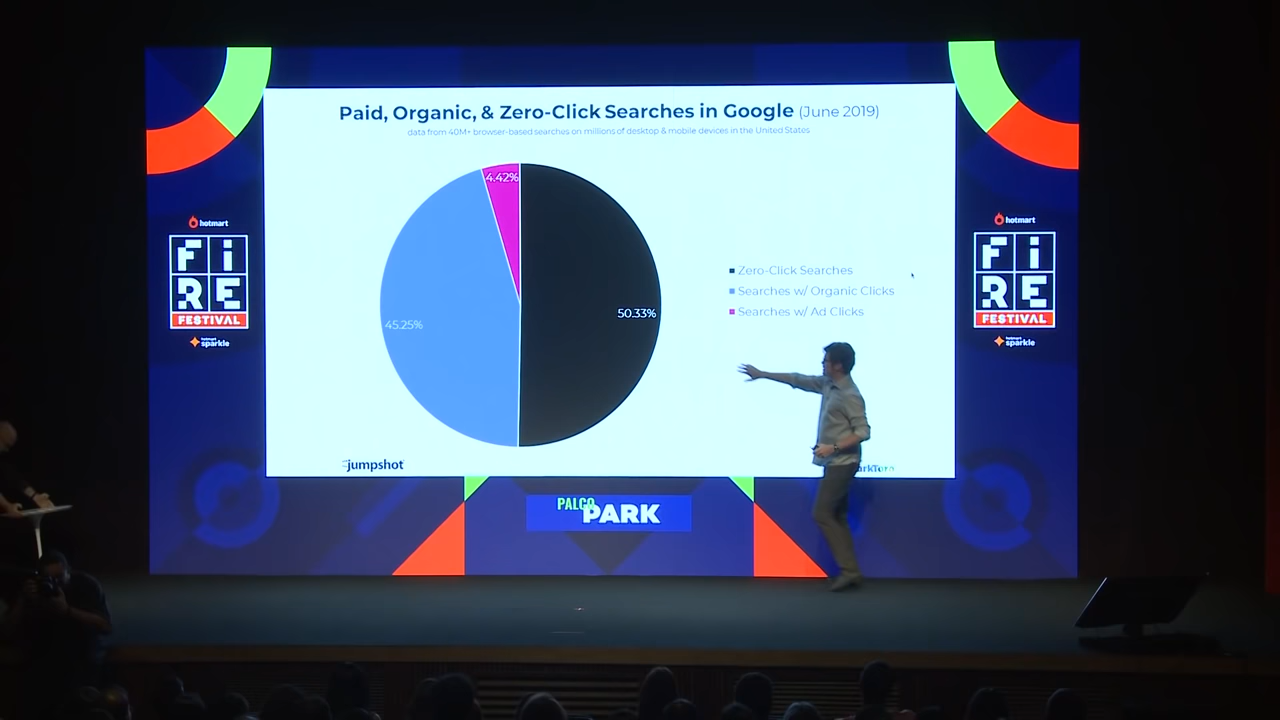 Paid, Organic, & Zero-Click Searches in Google (June 2019)
data from 40M+ browser-based searches on millions of desktop & mobile devices in the United States
4.42%
50.33%
45.25%
Zero-Click Searches
Searches w/ Organic Clicks
Searches w/ Ad Clicks
jumpshot
hotmart
FIRE
FESTIVAL
hotmart
sparkle
hotmart
FIRE
FESTIVAL
hotmart
sparkle
PALCO
PARK